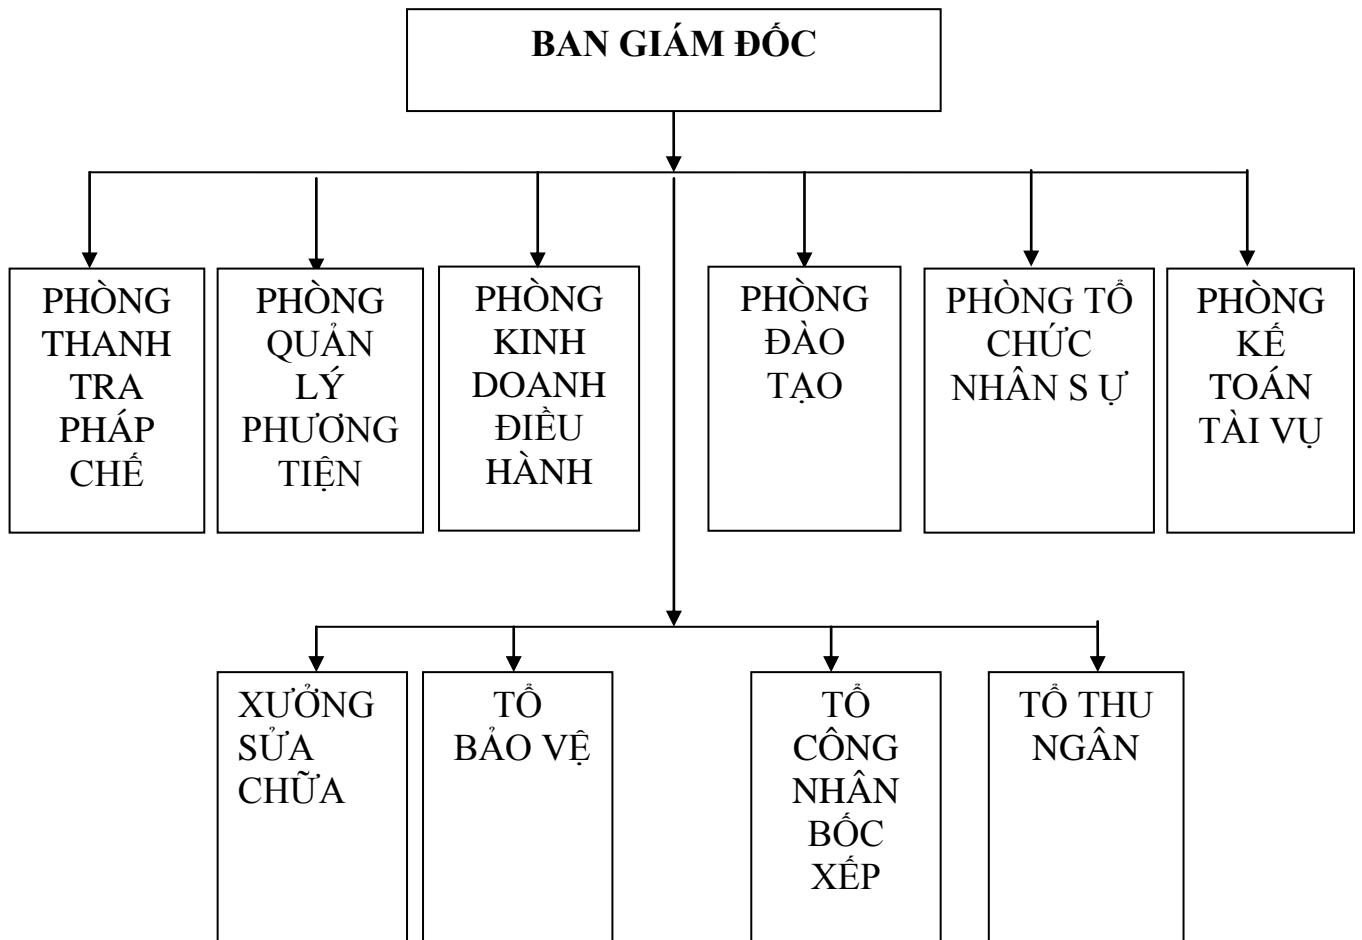 BAN GIÁM ĐỐC
PHÒNG
THANH
TRA
PHÁP
CHẾ
PHÒNG
QUẢN
LÝ
PHƯƠNG
TIỆN
PHÒNG
KINH
DOANH
ĐIỀU
HÀNH
PHÒNG
ĐÀO
TẠO
PHÒNG TỔ
CHỨC
NHÂN S Ự
PHÒNG
KẾ
TOÁN
TÀI VỤ
XƯỞNG
SỬA
CHỮA
TỔ
BẢO VỆ
TỔ
CÔNG
NHÂN
BỐC
XẾP
TỔ THU
NGÂN